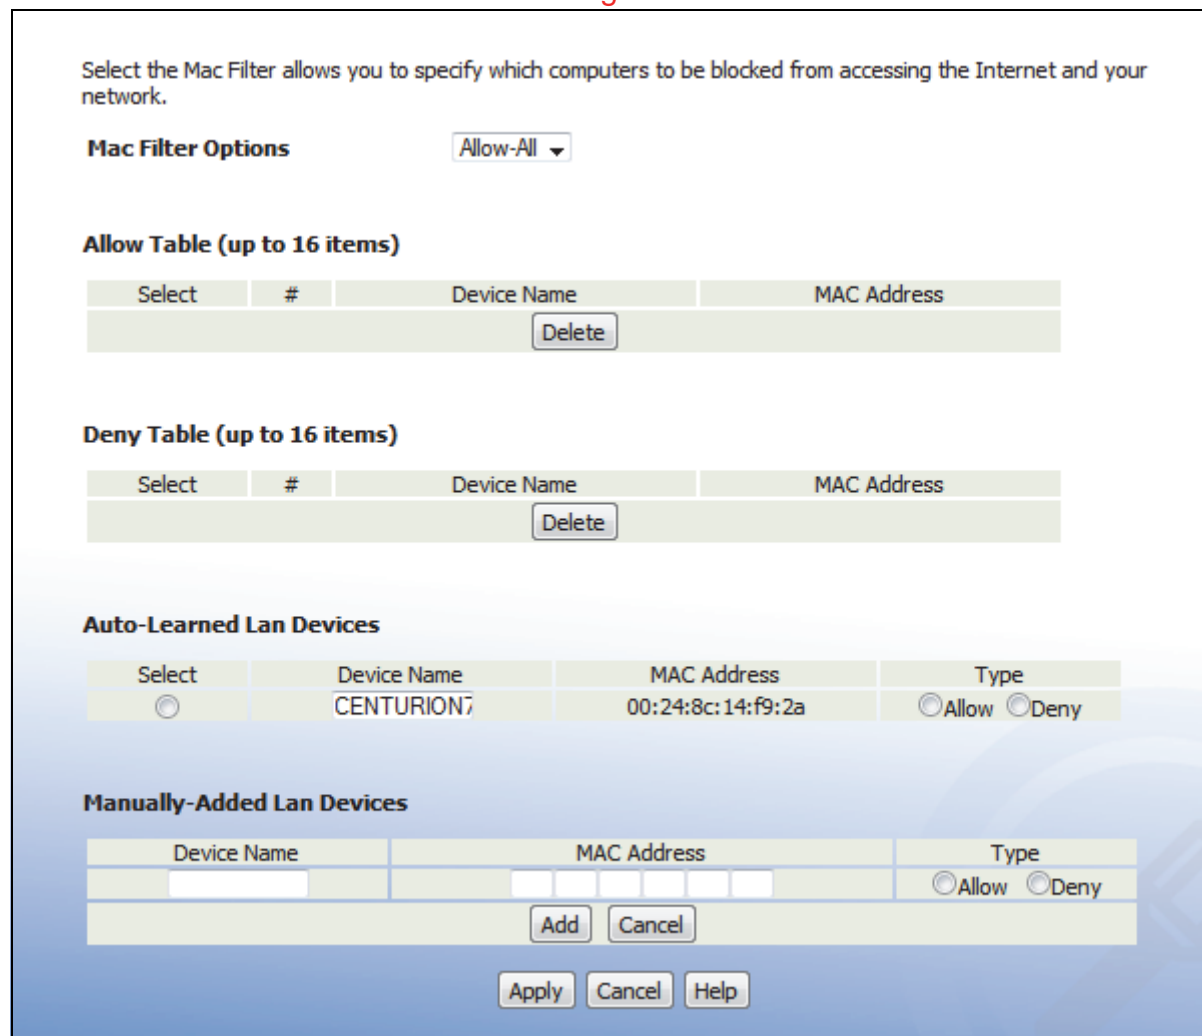 Select the Mac Filter allows you to specify which computers to be blocked from accessing the Internet and your
network.
Mac Filter Options Allow-All
Allow Table (up to 16 items)
Select # Device Name MAC Address
Delete
Deny Table (up to 16 items)
Select # Device Name MAC Address
Delete
Auto-Learned Lan Devices
Select Device Name MAC Address Type
CENTURION7 00:24:8c:14:f9:2a Allow Deny
Manually-Added Lan Devices
Device Name MAC Address Type
Allow Deny
Add Cancel
Apply Cancel Help